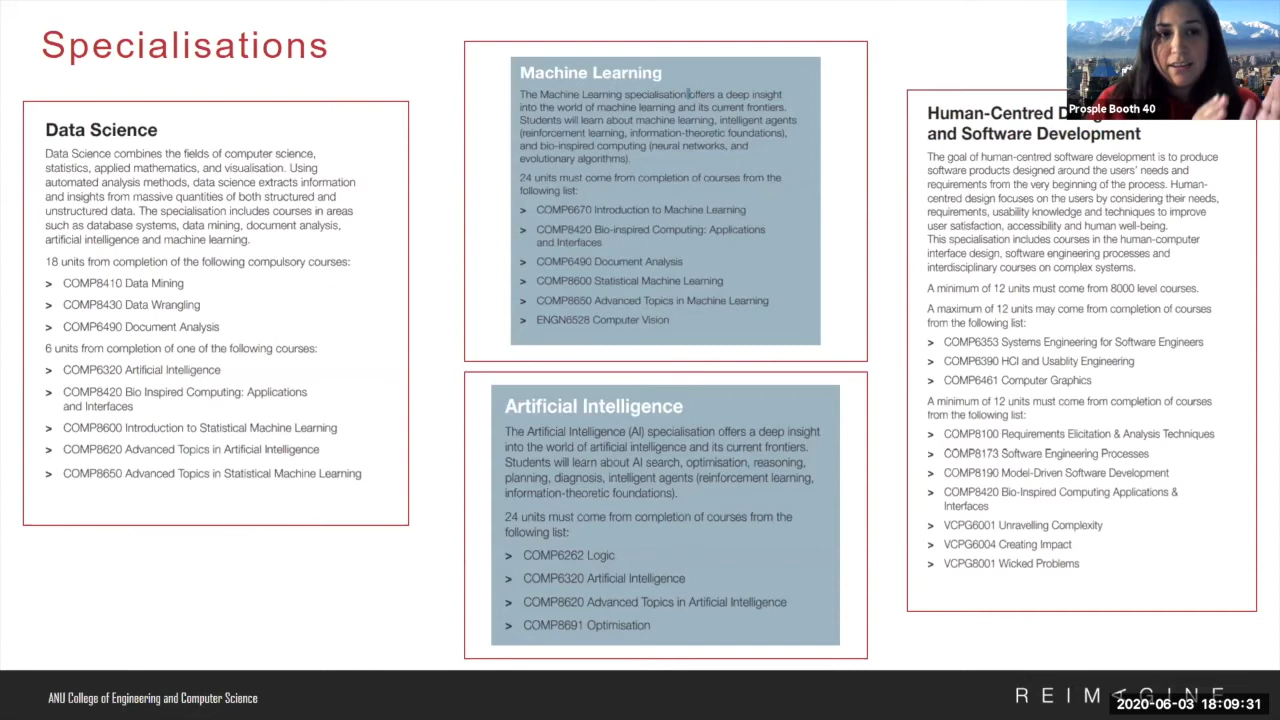 Specialisations
Data Science
Data Science combines the fields of computer science,
statistics, applied mathematics, and visualisation. Using
automated analysis methods, data science extracts information
and insights from massive quantities of both structured and
unstructured data. The specialisation includes courses in areas
such as database systems, data mining, document analysis,
artificial intelligence and machine learning.
18 units from completion of the following compulsory courses:
> COMP8410 Data Mining
> COMP8430 Data Wrangling
> COMP6490 Document Analysis
6 units from completion of one of the following courses:
> COMP6320 Artificial Intelligence
> COMP8420 Bio Inspired Computing: Applications
and Interfaces
> COMP8600 Introduction to Statistical Machine Learning
> COMP8620 Advanced Topics in Artificial Intelligence
> COMP8650 Advanced Topics in Statistical Machine Learning
Machine Learning
The Machine Learning specialisation offers a deep insight
into the world of machine learning and its current frontiers.
Students will learn about machine learning, intelligent agents
(reinforcement learning, information-theoretic foundations),
and bio-inspired computing (neural networks, and
evolutionary algorithms).
24 units must come from completion of courses from the
following list:
> COMP6670 Introduction to Machine Learning
> COMP8420 Bio-inspired Computing: Applications
and Interfaces
> COMP6490 Document Analysis
> COMP8600 Statistical Machine Learning
> COMP8650 Advanced Topics in Machine Learning
> ENGN6528 Computer Vision
Artificial Intelligence
The Artificial Intelligence (AI) specialisation offers a deep insight
into the world of artificial intelligence and its current frontiers.
Students will learn about AI search, optimisation, reasoning,
planning, diagnosis, intelligent agents (reinforcement learning,
information-theoretic foundations).
24 units must come from completion of courses from the
following list:
> COMP6262 Logic
> COMP6320 Artificial Intelligence
> COMP8620 Advanced Topics in Artificial Intelligence
> COMP8691 Optimisation
Prosple Booth 40
Human-Centred
and Software Development
The goal of human-centred software development is to produce
software products designed around the users' needs and
requirements from the very beginning of the process. Human-
centred design focuses on the users by considering their needs,
requirements, usability knowledge and techniques to improve
user satisfaction, accessibility and human well-being.
This specialisation includes courses in the human-computer
interface design, software engineering processes and
interdisciplinary courses on complex systems.
A minimum of 12 units must come from 8000 level courses.
A maximum of 12 units may come from completion of courses
from the following list:
> COMP6353 Systems Engineering for Software Engineers
> COMP6390 HCI and Usablity Engineering
> COMP6461 Computer Graphics
A minimum of 12 units must come from completion of courses
from the following list:
> COMP8100 Requirements Elicitation & Analysis Techniques
> COMP8173 Software Engineering Processes
> COMP8190 Model-Driven Software Development
> COMP8420 Bio-Inspired Computing Applications &
Interfaces
> VCPG6001 Unravelling Complexity
> VCPG6004 Creating Impact
> VCPG8001 Wicked Problems
ANU College of Engineering and Computer Science
REIMAGINE
2020-06-03 18:09:31